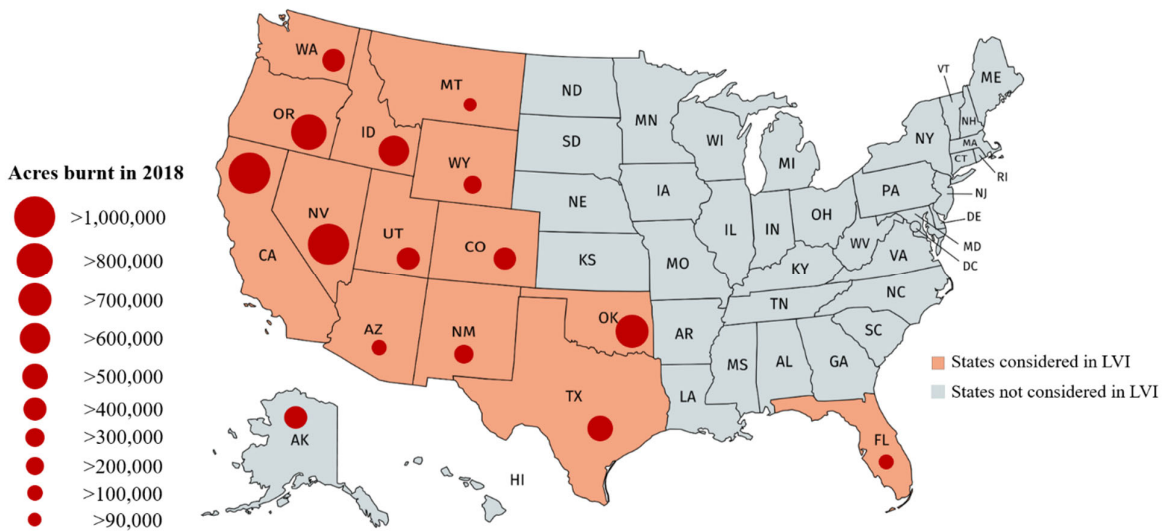 Acres burnt in 2018
>1,000,000
>800,000
>700,000
>600,000
>500,000
>400,000
>300,000
>200,000
>100,000
>90,000
WA
MT
OR
ID
WY
NV
UT
CO
CA
AZ
NM
OK
TX
AK
HI
ND
SD
NE
KS
MN
IA
MO
AR
LA
WI
IL
MI
IN
OH
KY
TN
MS
AL
GA
FL
SC
NC
VA
WV
PA
NY
VT
ME
NH
MA
CT
RI
NJ
DE
MD
DC
States considered in LVI
States not considered in LVI